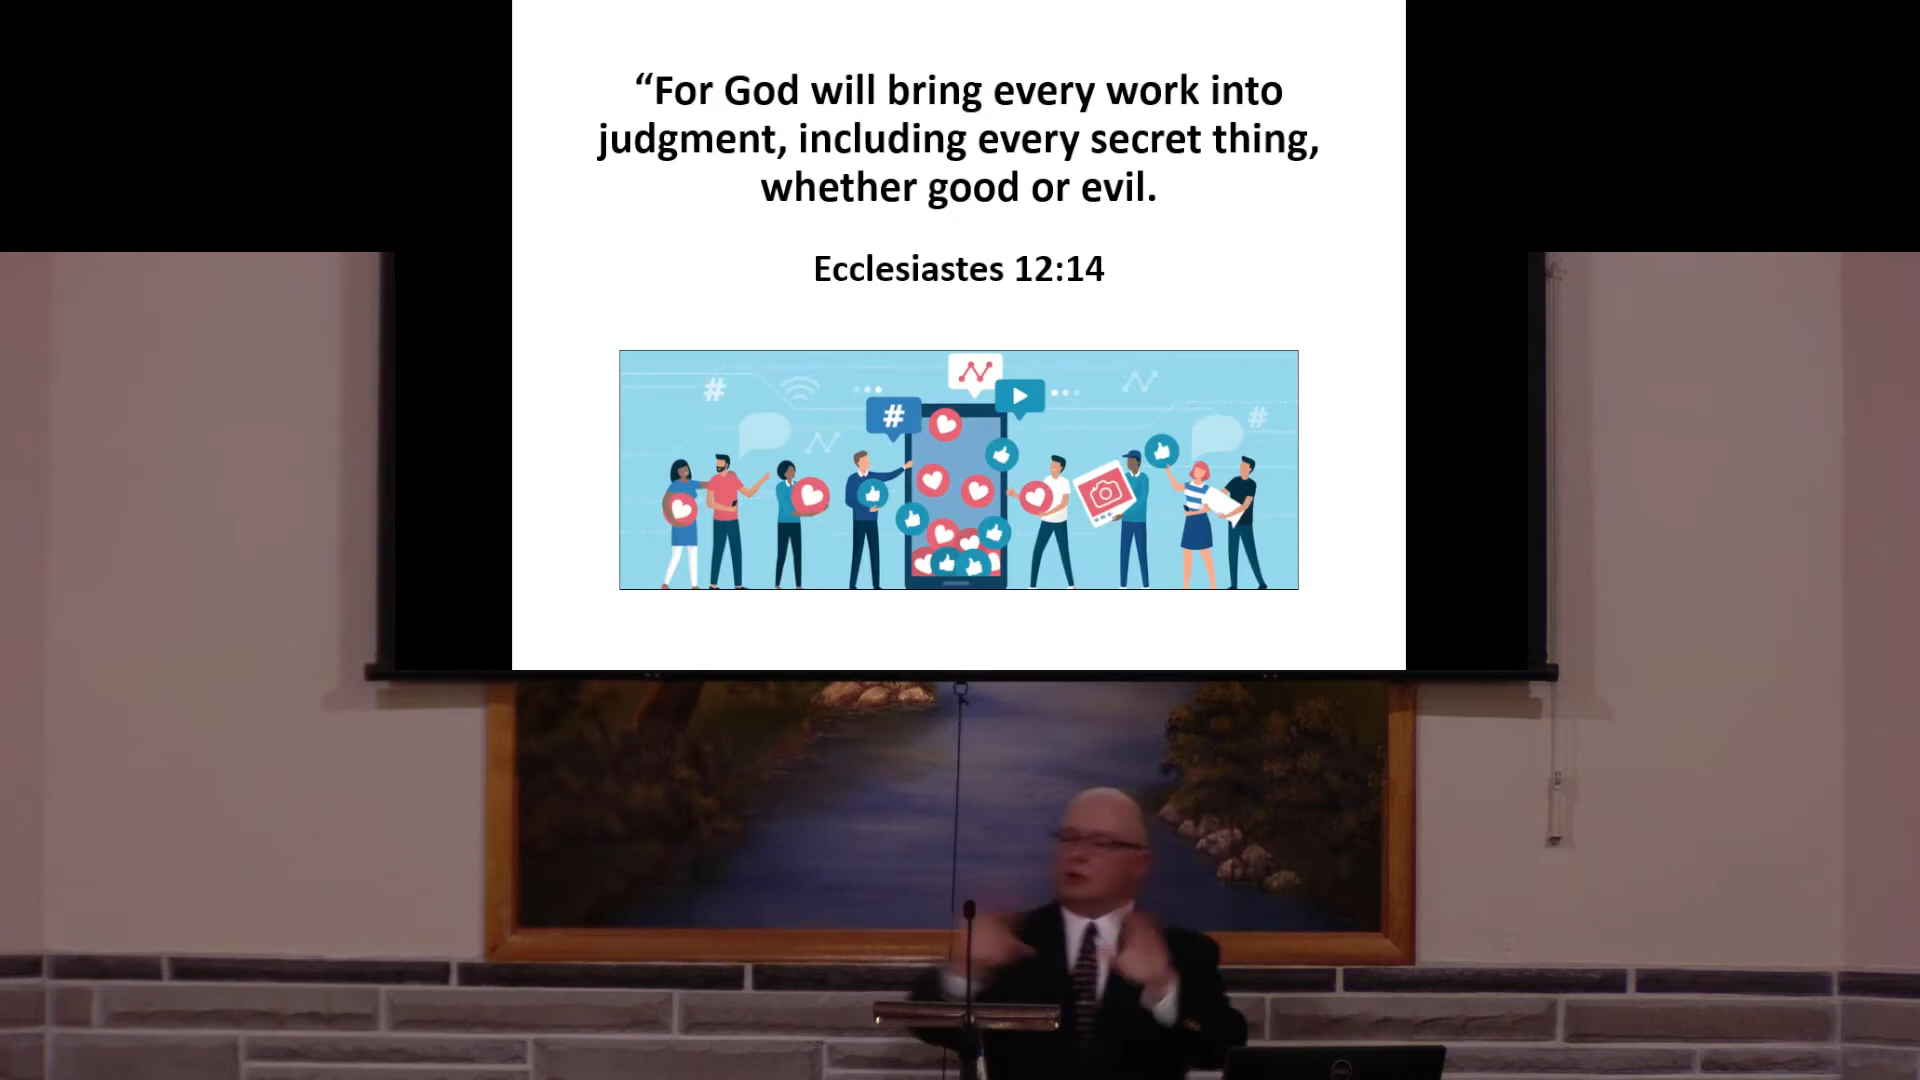 “For God will bring every work into
judgment, including every secret thing,
whether good or evil.
Ecclesiastes 12:14
#
#
#
DELL